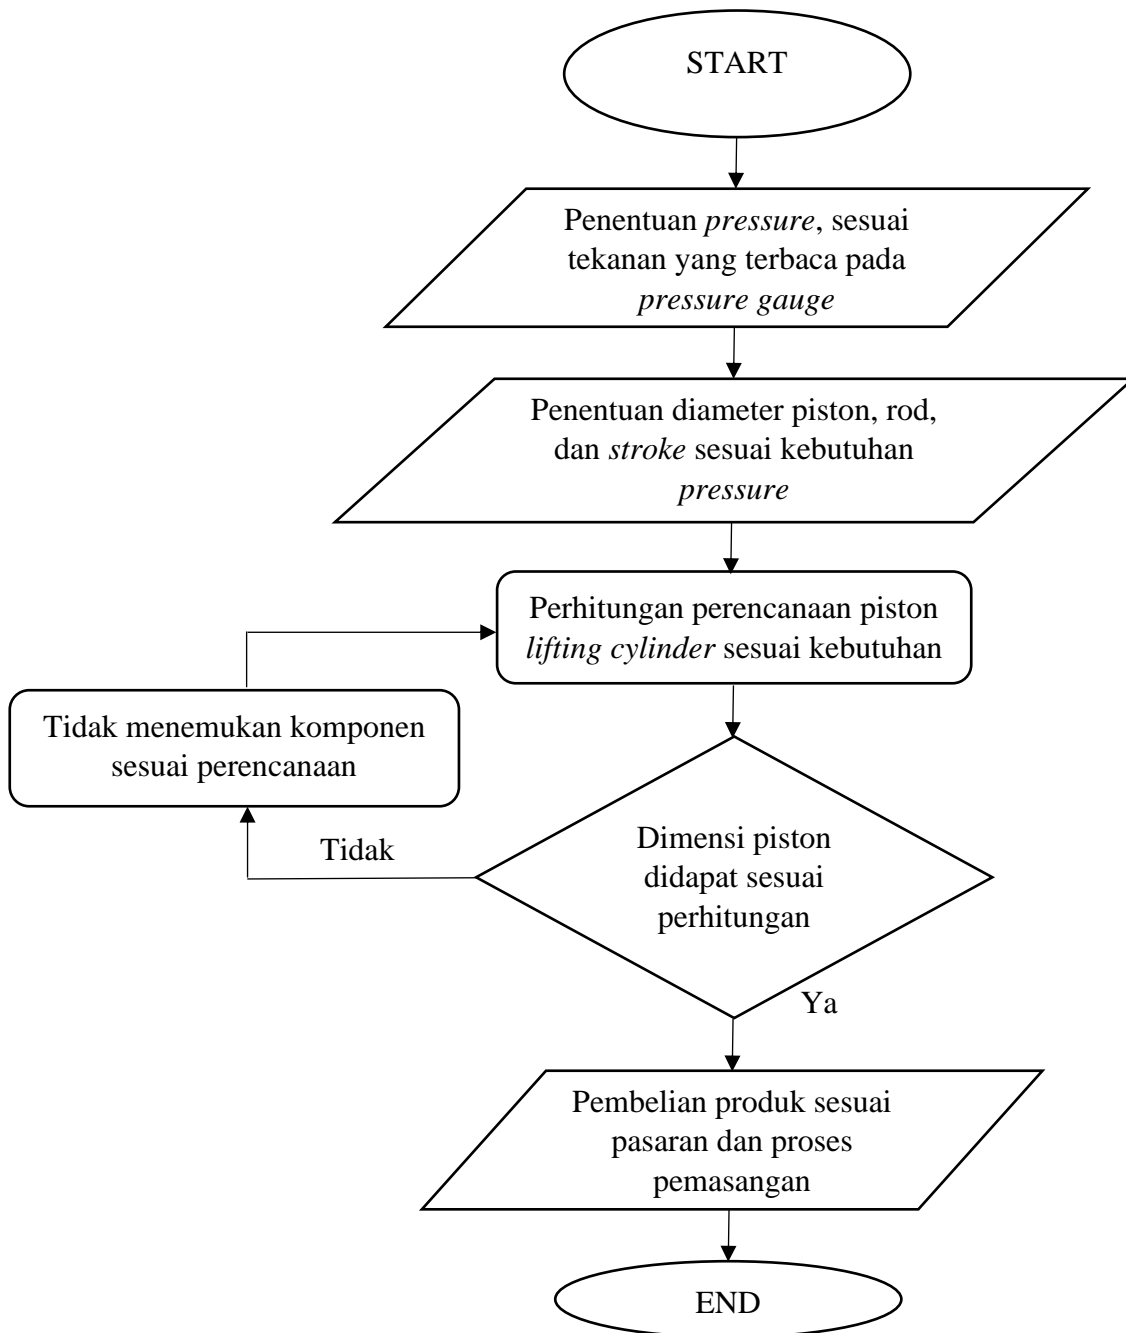 START
Penentuan pressure, sesuai
tekanan yang terbaca pada
pressure gauge
Penentuan diameter piston, rod,
dan stroke sesuai kebutuhan
pressure
Perhitungan perencanaan piston
lifting cylinder sesuai kebutuhan
Tidak menemukan komponen
sesuai perencanaan
Tidak
Dimensi piston
didapat sesuai
perhitungan
Ya
Pembelian produk sesuai
pasaran dan proses
pemasangan
END